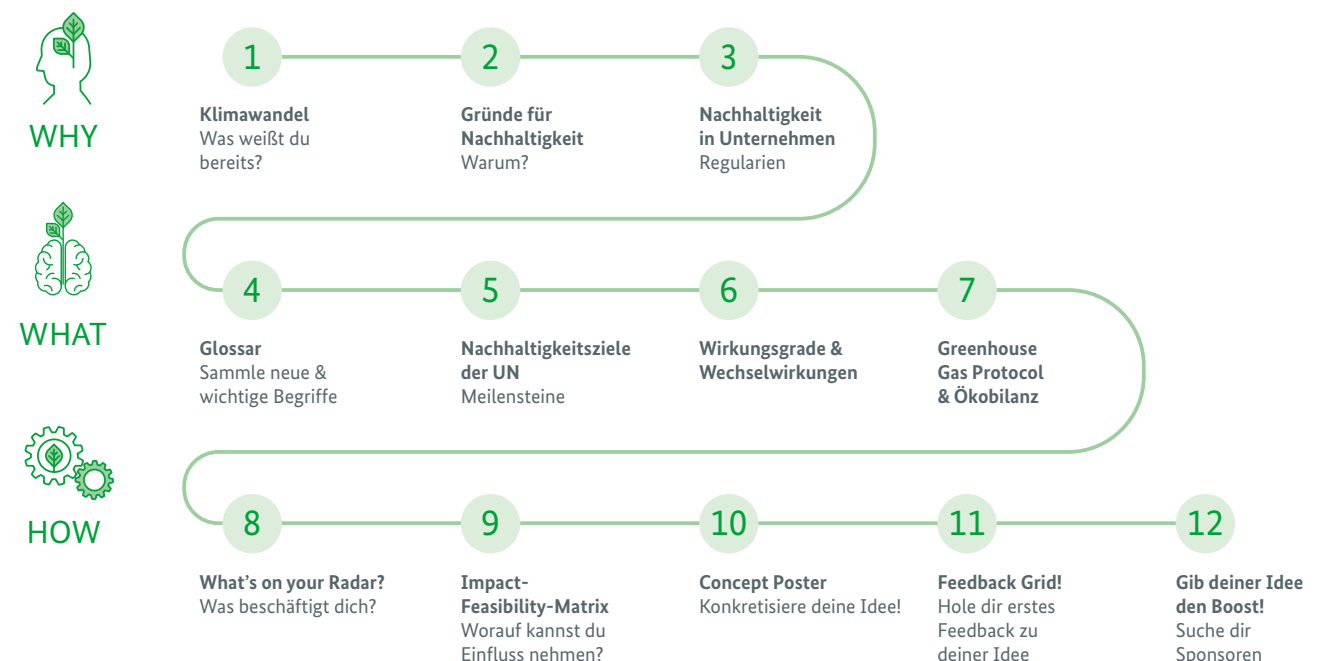 WHY
1
2
3
Klimawandel
Was weißt du
bereits?
Gründe für
Nachhaltigkeit
Warum?
Nachhaltigkeit
in Unternehmen
Regularien
WHAT
4
5
6
7
Glossar
Sammle neue &
wichtige Begriffe
Nachhaltigkeitsziele
der UN
Meilensteine
Wirkungsgrade &
Wechselwirkungen
Greenhouse
Gas Protocol
& Ökobilanz
HOW
8
9
10
11
12
What's on your Radar?
Was beschäftigt dich?
Impact-
Feasibility-Matrix
Worauf kannst du
Einfluss nehmen?
Concept Poster
Konkretisiere deine Idee!
Feedback Grid!
Hole dir erstes
Feedback zu
deiner Idee
Gib deiner Idee
den Boost!
Suche dir
Sponsoren